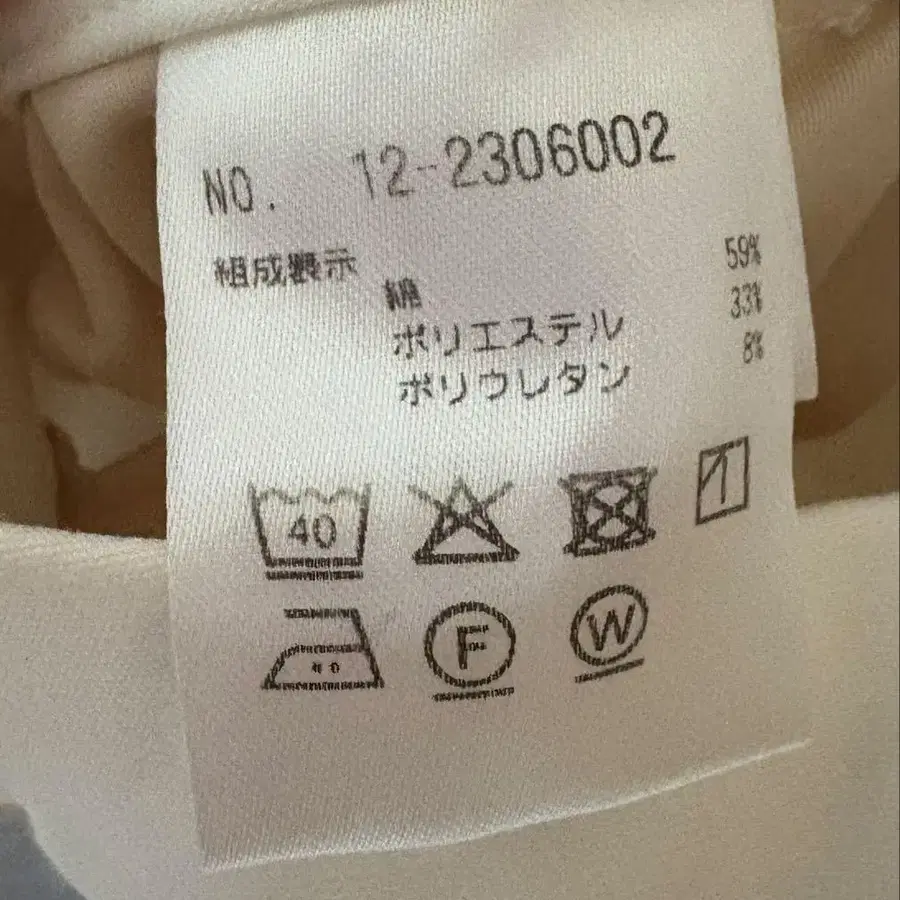 NO. 12-2306002
組成表示
綿 59%
ポリエステル 33%
ポリウレタン 8%
40
F
W